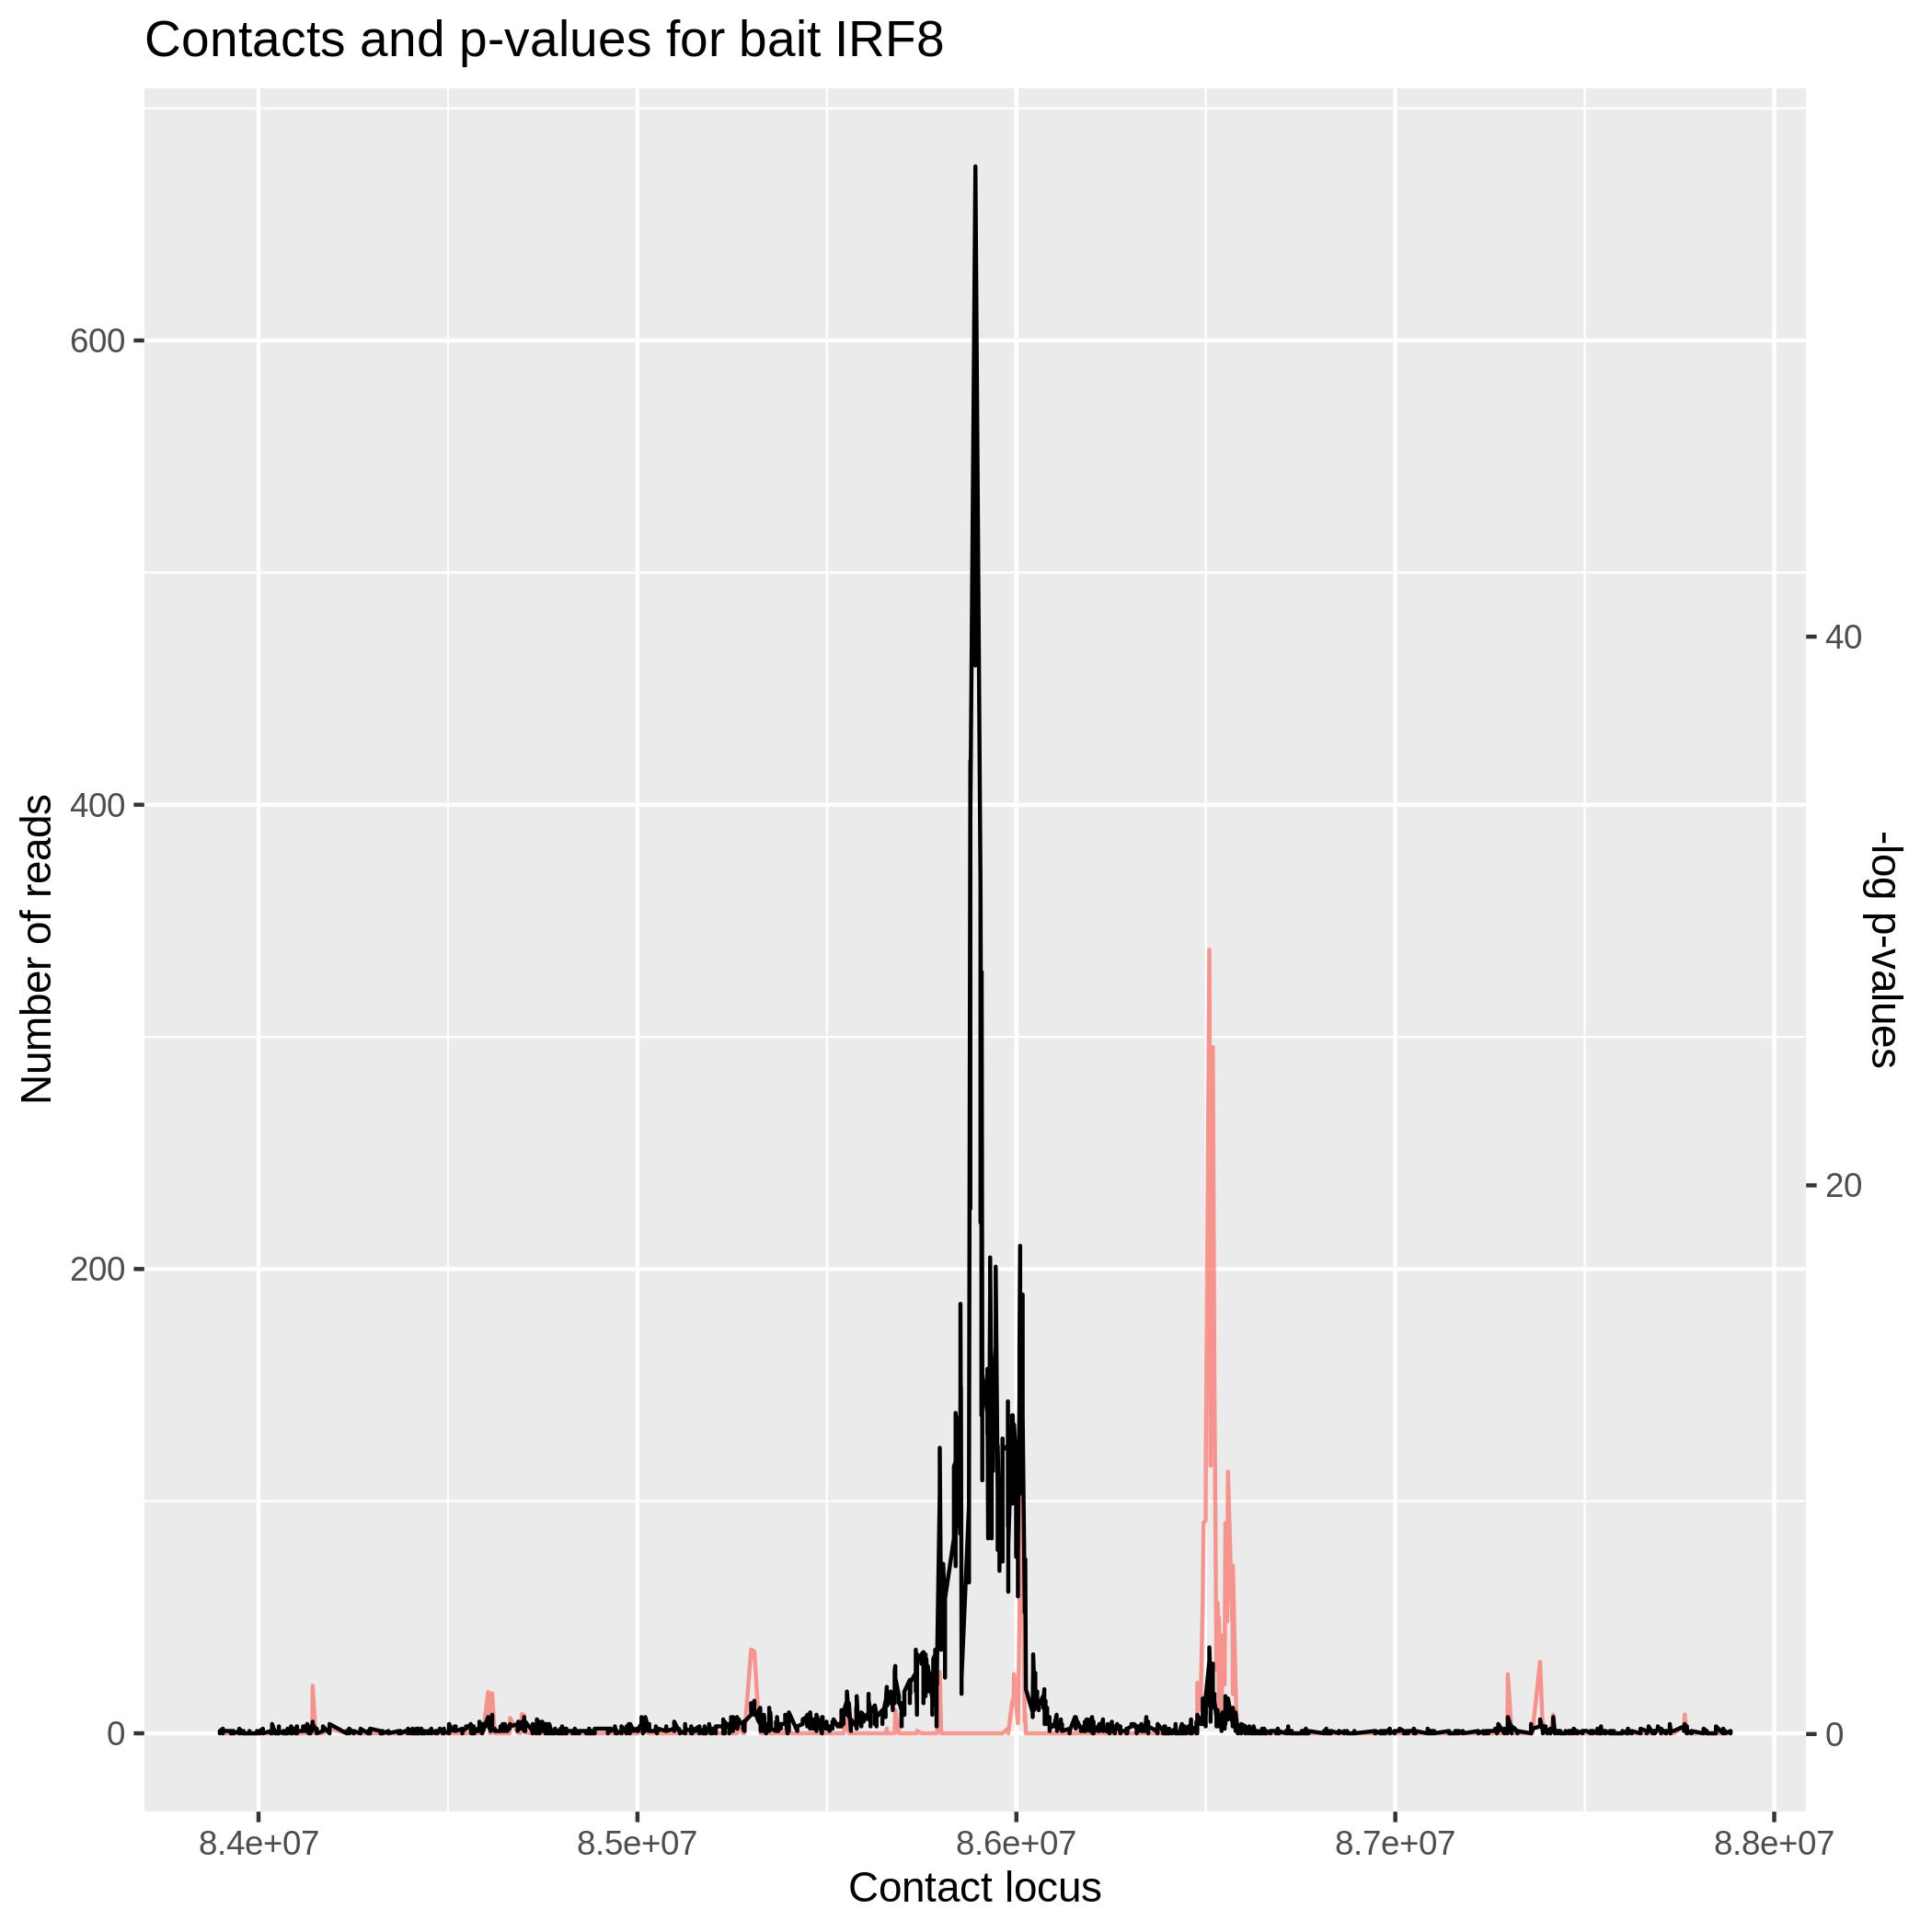 Contacts and p-values for bait IRF8
600
400
200
0
Number of reads
40
20
0
-log p-values
8.4e+07
8.5e+07
8.6e+07
8.7e+07
8.8e+07
Contact locus